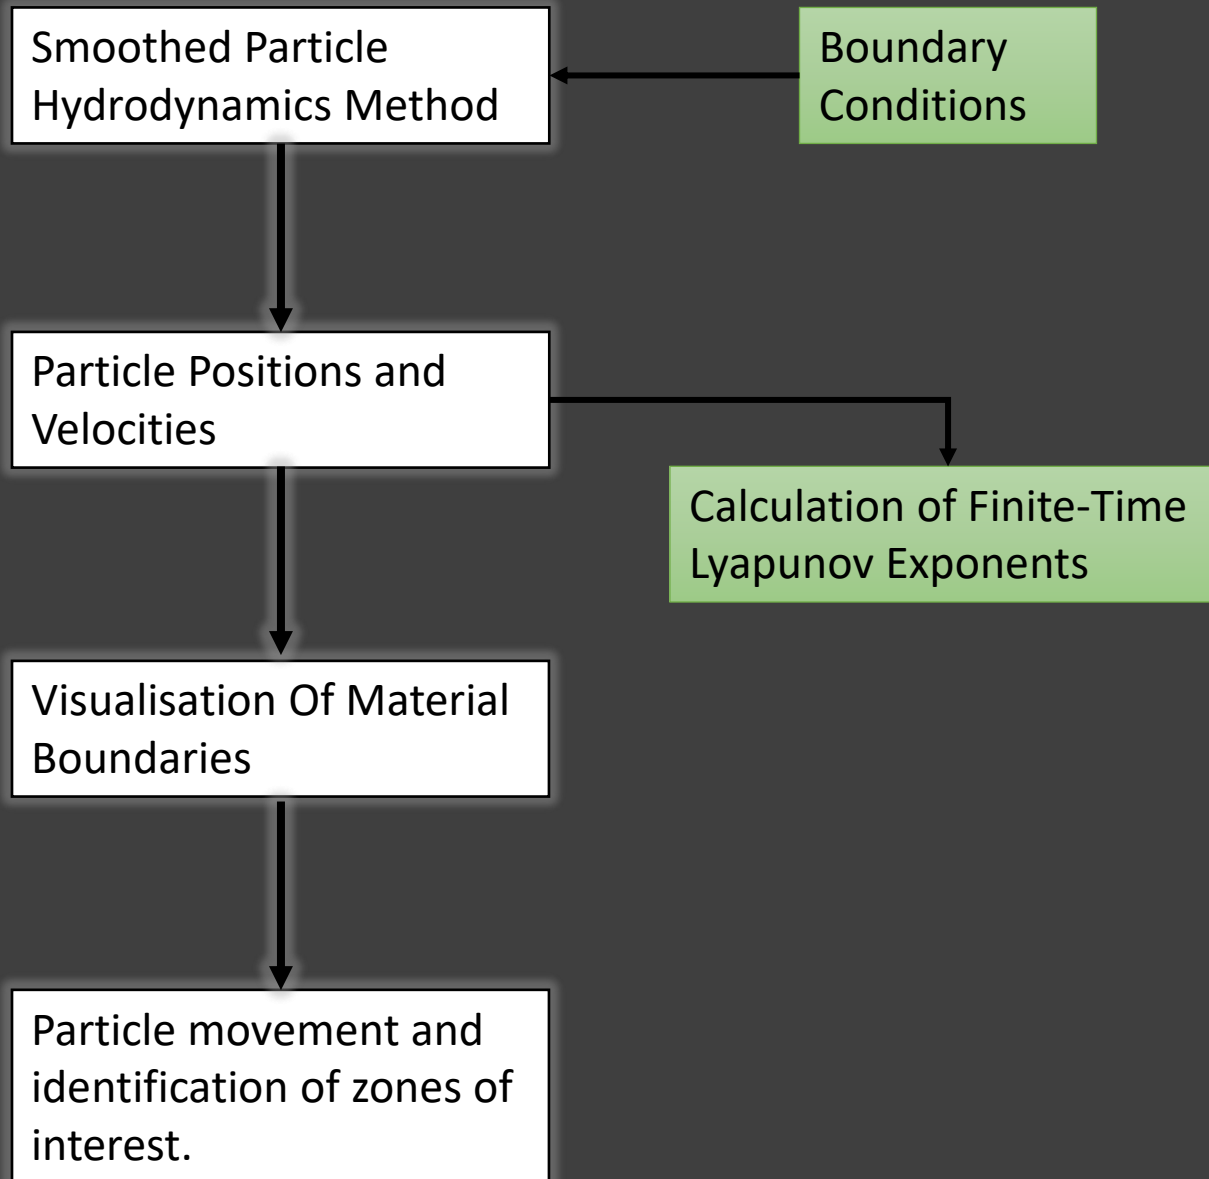 Smoothed Particle
Hydrodynamics Method
Boundary
Conditions
Particle Positions and
Velocities
Calculation of Finite-Time
Lyapunov Exponents
Visualisation Of Material
Boundaries
Particle movement and
identification of zones of
interest.